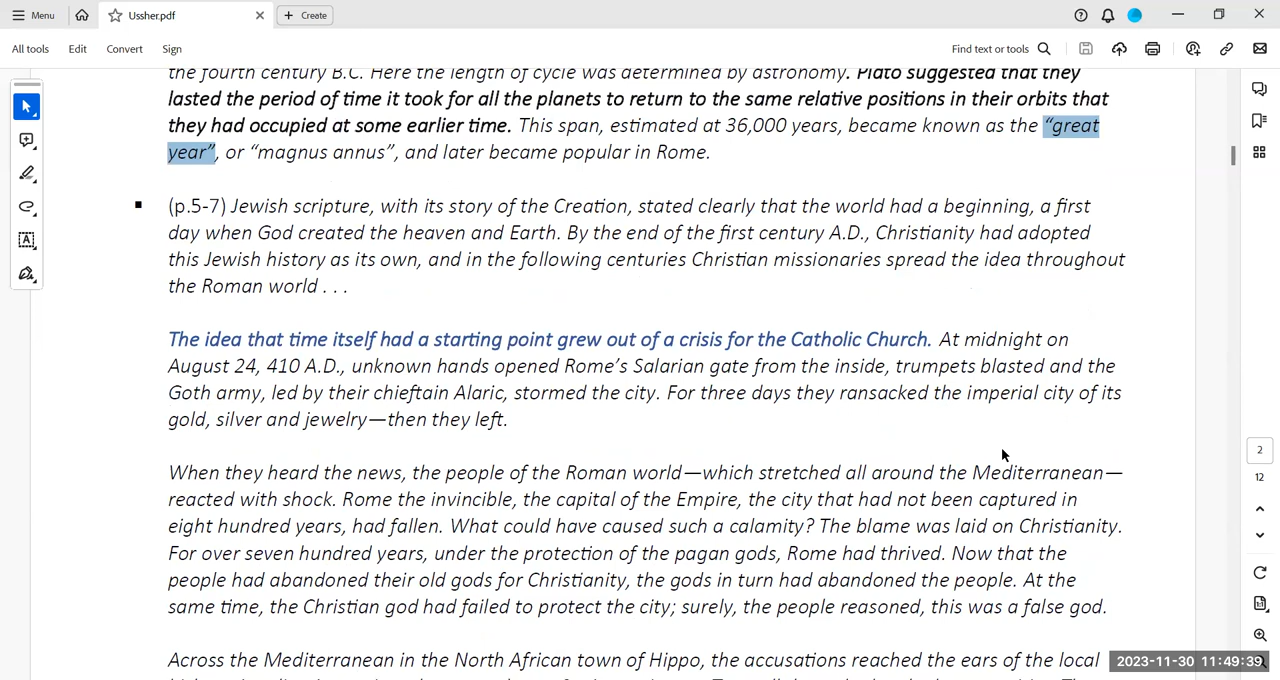 Menu
Ussher.pdf
Create
All tools
Edit
Convert
Sign
Find text or tools
the fourth century B.C. Here the length of cycle was determined by astronomy. Plato suggested that they
lasted the period of time it took for all the planets to return to the same relative positions in their orbits that
they had occupied at some earlier time. This span, estimated at 36,000 years, became known as the “great
year”, or “magnus annus”, and later became popular in Rome.
▪ (p.5-7) Jewish scripture, with its story of the Creation, stated clearly that the world had a beginning, a first
day when God created the heaven and Earth. By the end of the first century A.D., Christianity had adopted
this Jewish history as its own, and in the following centuries Christian missionaries spread the idea throughout
the Roman world . . .
The idea that time itself had a starting point grew out of a crisis for the Catholic Church. At midnight on
August 24, 410 A.D., unknown hands opened Rome’s Salarian gate from the inside, trumpets blasted and the
Goth army, led by their chieftain Alaric, stormed the city. For three days they ransacked the imperial city of its
gold, silver and jewelry—then they left.
When they heard the news, the people of the Roman world—which stretched all around the Mediterranean—
reacted with shock. Rome the invincible, the capital of the Empire, the city that had not been captured in
eight hundred years, had fallen. What could have caused such a calamity? The blame was laid on Christianity.
For over seven hundred years, under the protection of the pagan gods, Rome had thrived. Now that the
people had abandoned their old gods for Christianity, the gods in turn had abandoned the people. At the
same time, the Christian god had failed to protect the city; surely, the people reasoned, this was a false god.
Across the Mediterranean in the North African town of Hippo, the accusations reached the ears of the local
2
12
2023-11-30 11:49:39